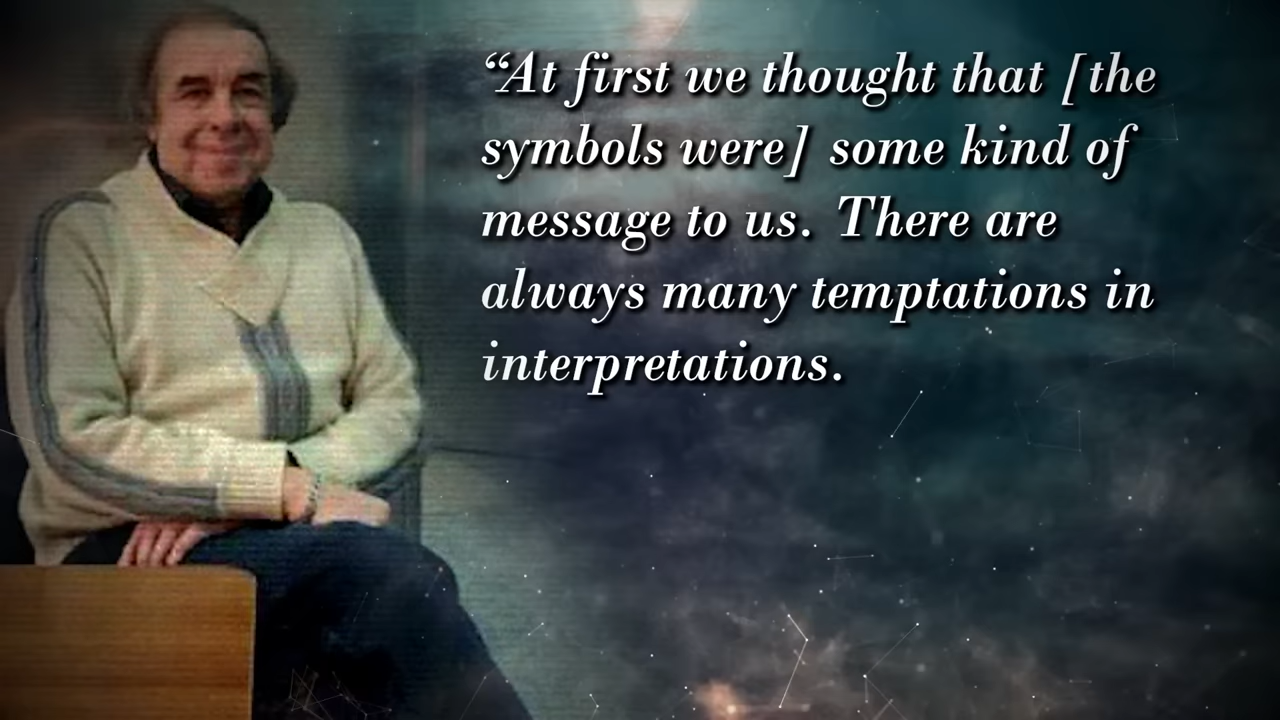 “At first we thought that [the
symbols were] some kind of
message to us. There are
always many temptations in
interpretations.